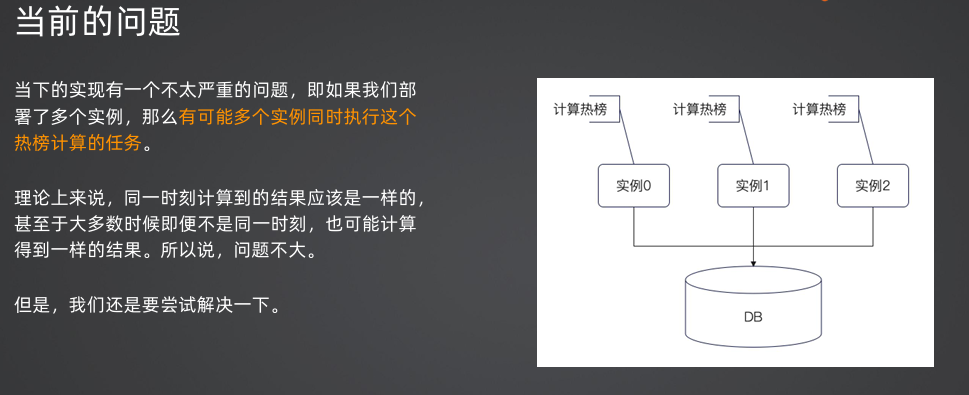 当前的问题
当下的实现有一个不太严重的问题，即如果我们部
署了多个实例，那么有可能多个实例同时执行这个
热榜计算的任务。
理论上来说，同一时刻计算到的结果应该是一样的，
甚至于大多数时候即便不是同一时刻，也可能计算
得到一样的结果。所以说，问题不大。
但是，我们还是要尝试解决一下。
计算热榜 计算热榜 计算热榜
实例0 实例1 实例2
DB